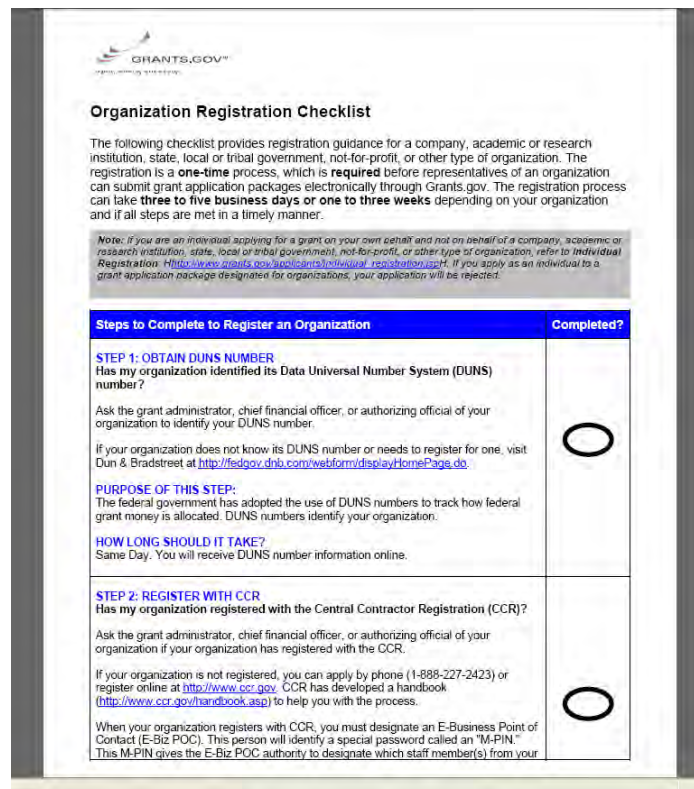 GRANTS.GOV™
Organization Registration Checklist
The following checklist provides registration guidance for a company, academic or research
institution, state, local or tribal government, not-for-profit, or other type of organization. The
registration is a one-time process, which is required before representatives of an organization
can submit grant application packages electronically through Grants.gov. The registration process
can take three to five business days or one to three weeks depending on your organization
and if all steps are met in a timely manner.
Note: If you are an individual applying for a grant on your own behalf and not on behalf of a company, academic or
research institution, state, local or tribal government, not-for-profit, or other type of organization, refer to Individual
Registration Hhttp://www.grants.gov/applicants/individual_registration.jspH. If you apply as an individual to a
grant application package designated for organizations, your application will be rejected.
Steps to Complete to Register an Organization Completed?
STEP 1: OBTAIN DUNS NUMBER
Has my organization identified its Data Universal Number System (DUNS)
number?
Ask the grant administrator, chief financial officer, or authorizing official of your
organization to identify your DUNS number.
If your organization does not know its DUNS number or needs to register for one, visit
Dun & Bradstreet at http://fedgov.dnb.com/webform/displayHomePage.do.
PURPOSE OF THIS STEP:
The federal government has adopted the use of DUNS numbers to track how federal
grant money is allocated. DUNS numbers identify your organization.
HOW LONG SHOULD IT TAKE?
Same Day. You will receive DUNS number information online.
STEP 2: REGISTER WITH CCR
Has my organization registered with the Central Contractor Registration (CCR)?
Ask the grant administrator, chief financial officer, or authorizing official of your
organization if your organization has registered with the CCR.
If your organization is not registered, you can apply by phone (1-888-227-2423) or
register online at http://www.ccr.gov. CCR has developed a handbook
(http://www.ccr.gov/handbook.asp) to help you with the process.
When your organization registers with CCR, you must designate an E-Business Point of
Contact (E-Biz POC). This person will identify a special password called an "M-PIN."
This M-PIN gives the E-Biz POC authority to designate which staff member(s) from your